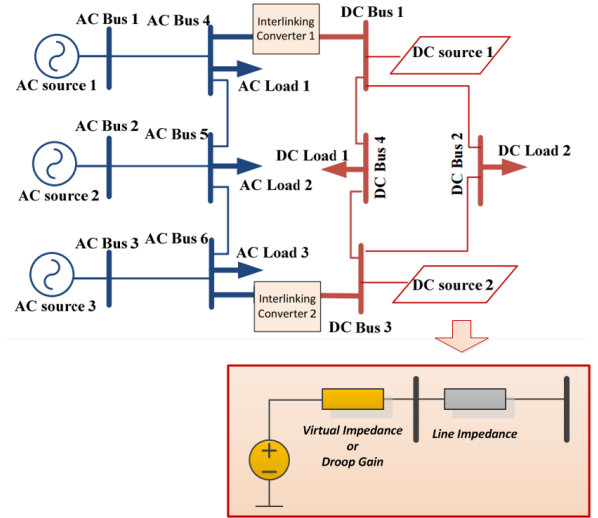 AC Bus 1
AC Bus 4
Interlinking
Converter 1
DC Bus 1
DC source 1
AC source 1
AC Load 1
AC Bus 2
AC Bus 5
DC Load 1
DC Bus 4
DC Bus 2
DC Load 2
AC source 2
AC Load 2
AC Bus 3
AC Bus 6
AC Load 3
AC source 3
Interlinking
Converter 2
DC source 2
DC Bus 3
Virtual Impedance
or
Droop Gain
Line Impedance